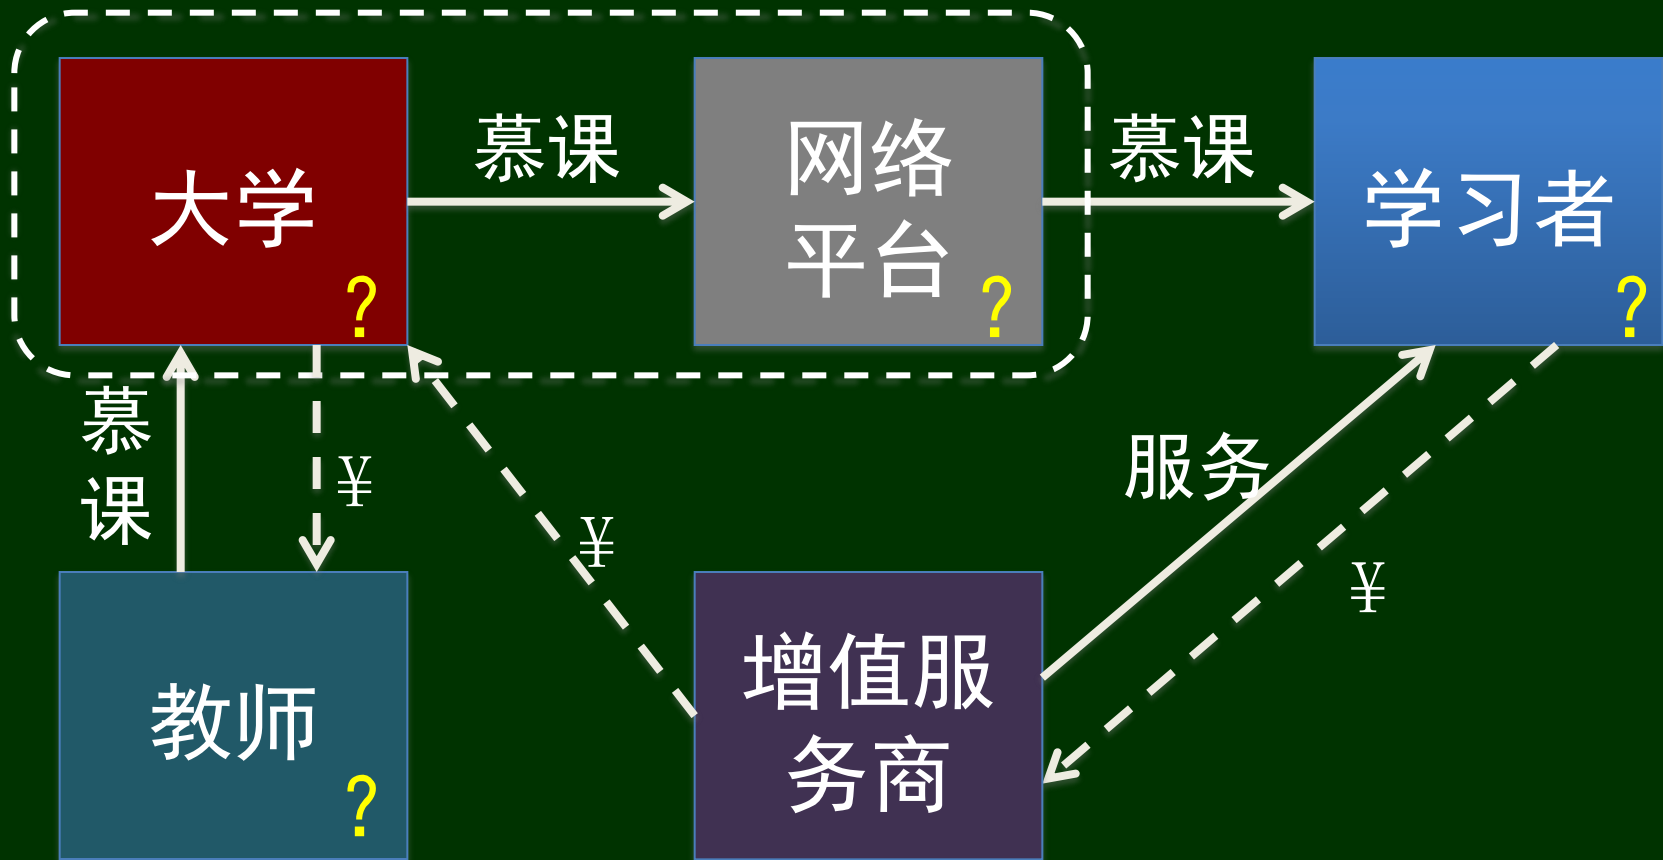 大学
?
慕课
网络
平台
?
慕课
学习者
?
慕
课
¥
¥
服务
¥
教师
?
增值服
务商